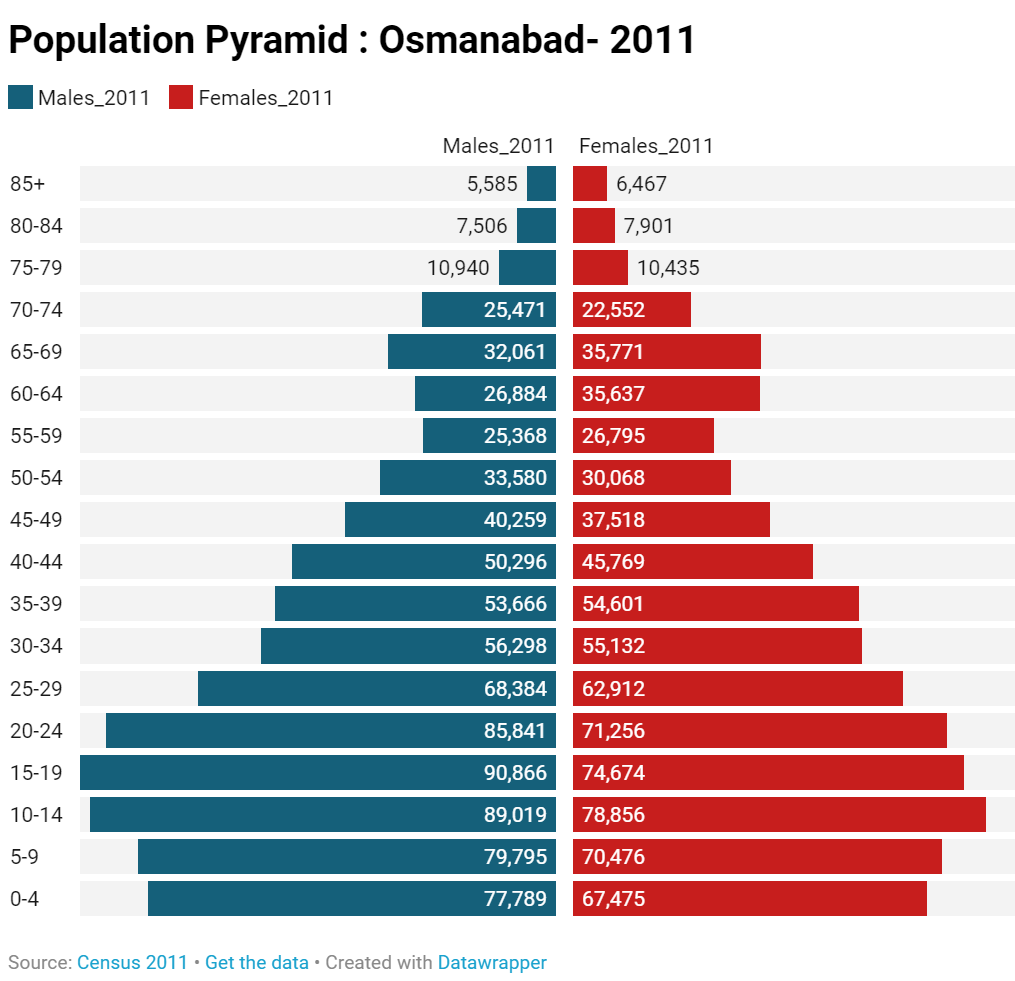 Population Pyramid : Osmanabad- 2011
Males_2011 Females_2011
Males_2011 Females_2011
85+ 5,585 6,467
80-84 7,506 7,901
75-79 10,940 10,435
70-74 25,471 22,552
65-69 32,061 35,771
60-64 26,884 35,637
55-59 25,368 26,795
50-54 33,580 30,068
45-49 40,259 37,518
40-44 50,296 45,769
35-39 53,666 54,601
30-34 56,298 55,132
25-29 68,384 62,912
20-24 85,841 71,256
15-19 90,866 74,674
10-14 89,019 78,856
5-9 79,795 70,476
0-4 77,789 67,475
Source: Census 2011 • Get the data • Created with Datawrapper